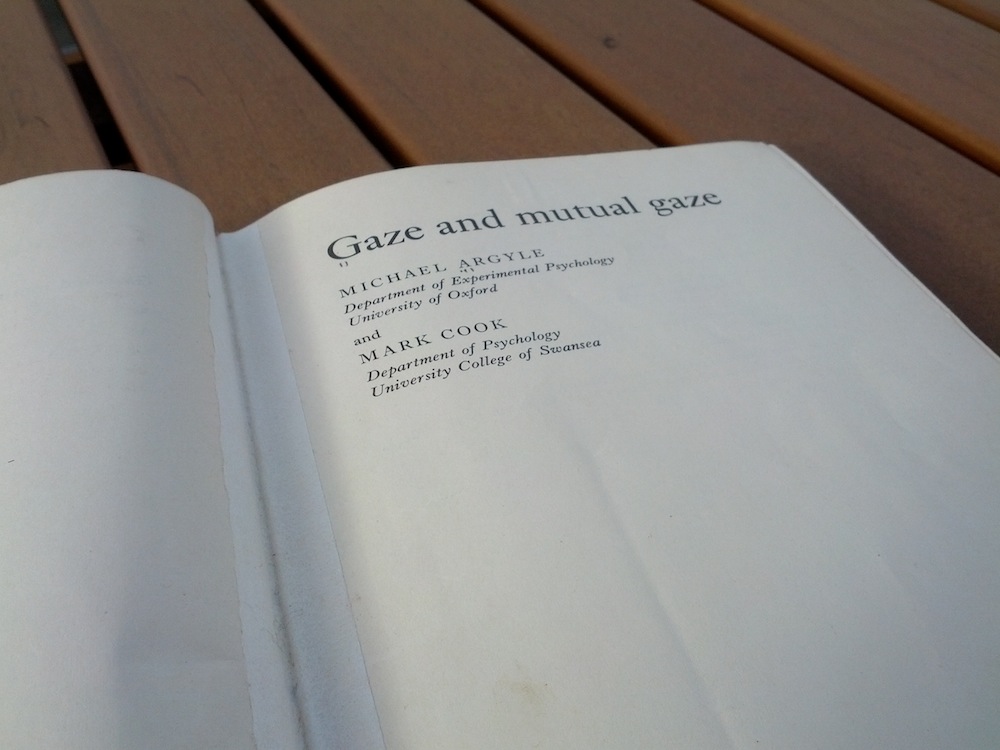 Gaze and mutual gaze
MICHAEL ARGYLE
Department of Experimental Psychology
University of Oxford
and
MARK COOK
Department of Psychology
University College of Swansea